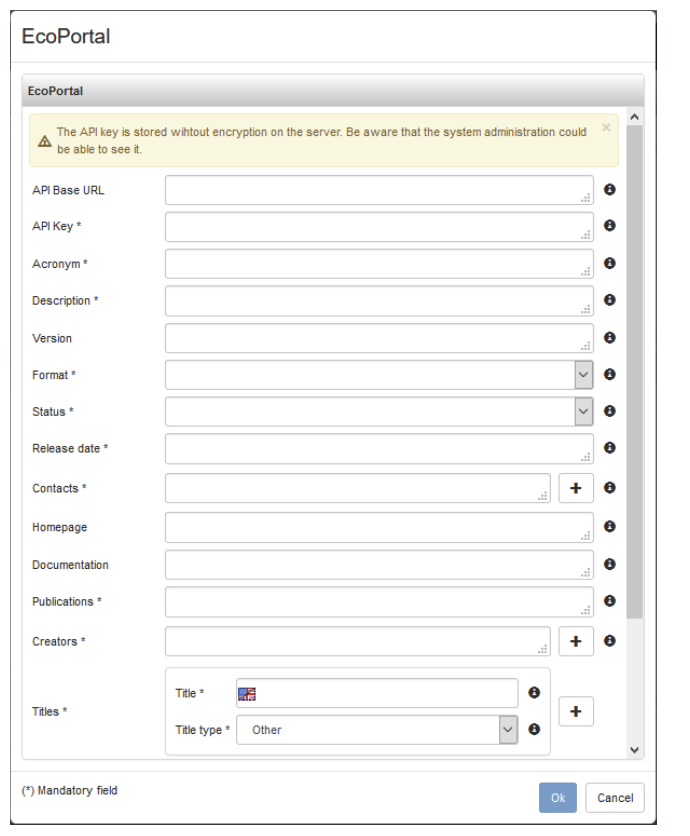 EcoPortal
EcoPortal
The API key is stored wihtout encryption on the server. Be aware that the system administration could
be able to see it.
API Base URL
API Key *
Acronym *
Description *
Version
Format *
Status *
Release date *
Contacts *
Homepage
Documentation
Publications *
Creators *
Title *
Titles *
Title type * Other
(*) Mandatory field
Ok Cancel